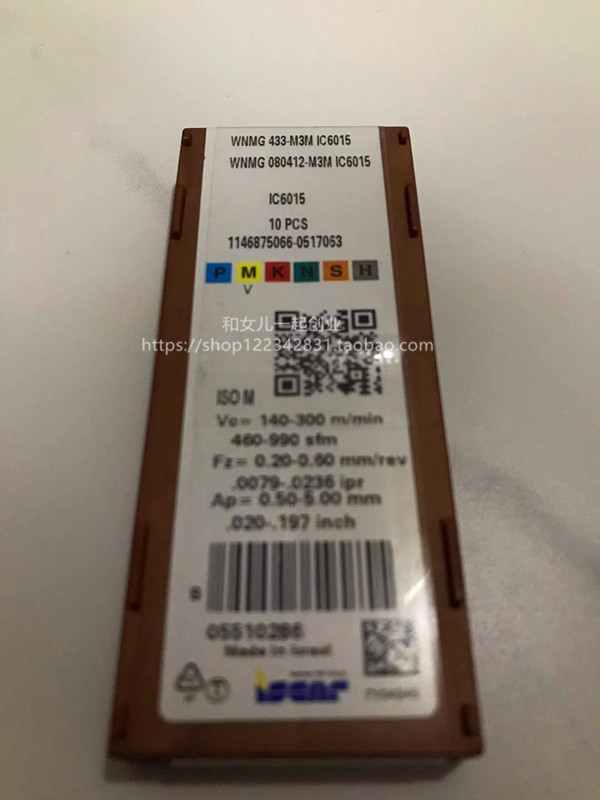 WNMG 433-M3M IC6015
WNMG 080412-M3M IC6015
IC6015
10 PCS
1146875066-0517063
P M K N S H
V
和女儿一起创业
https://shop122342831.taobao.com
ISO M
Vc= 140-300 m/min
460-990 sfm
Fz= 0.20-0.60 mm/rev
.0079-.0236 ipr
Ap= 0.50-5.00 mm
.020-.197 inch
05510286
Made in Israel
iscar